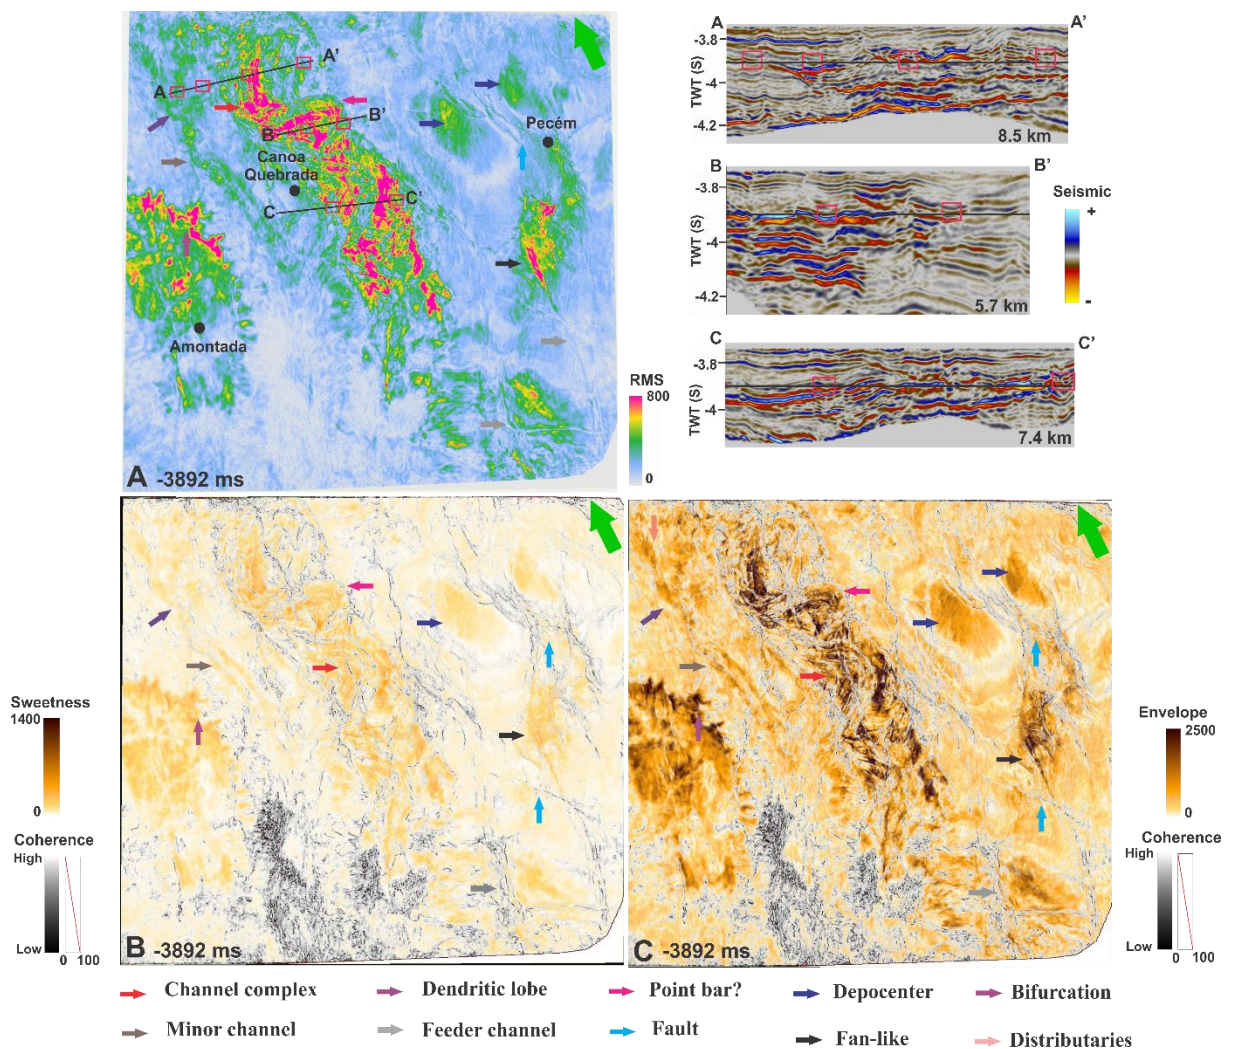 A
A'
B
B'
Canoa
Quebrada
C
C'
Pecém
Amontada
RMS
800
0
A -3892 ms
A
A'
-3.8
-4
-4.2
TWT (S)
8.5 km
B
B'
-3.8
-4
-4.2
TWT (S)
5.7 km
Seismic
+
-
C
C'
-3.8
-4
TWT (S)
7.4 km
Sweetness
1400
0
Coherence
High
Low
0 100
B -3892 ms
Envelope
2500
0
Coherence
High
Low
0 100
C -3892 ms
Channel complex
Dendritic lobe
Point bar?
Depocenter
Bifurcation
Minor channel
Feeder channel
Fault
Fan-like
Distributaries